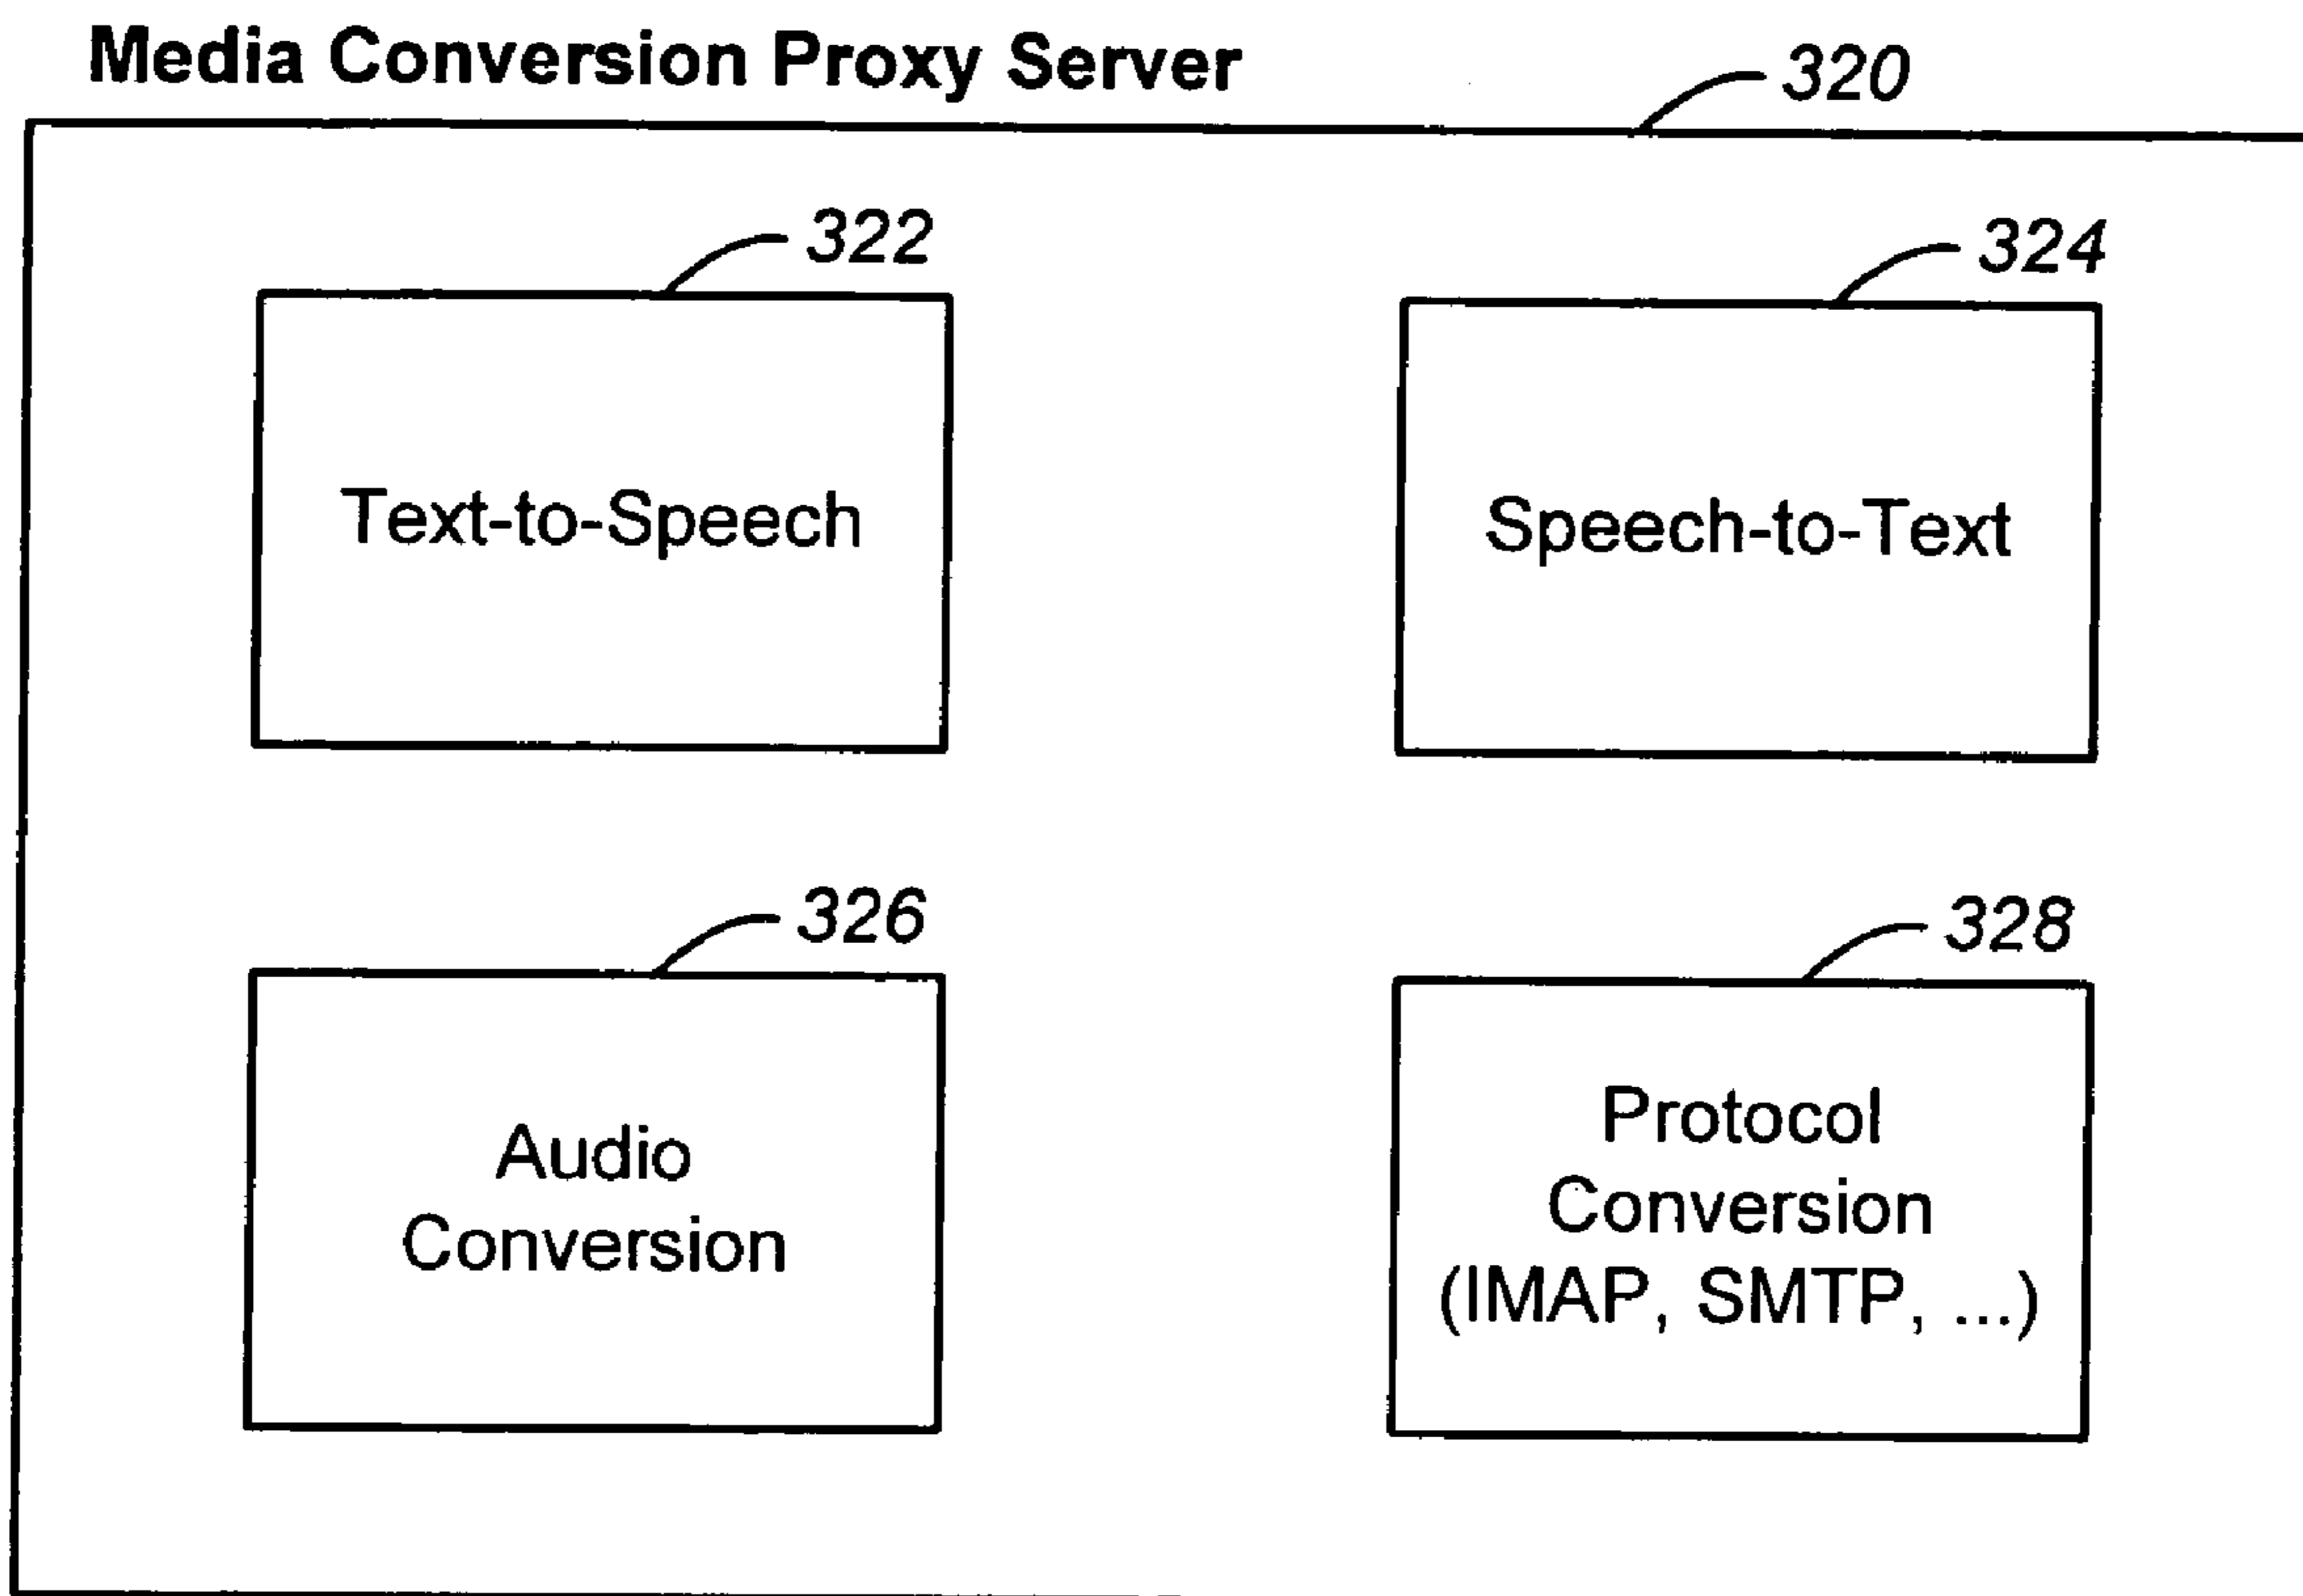 Media Conversion Proxy Server
320
322
324
Text-to-Speech
Speech-to-Text
326
328
Audio
Conversion
Protocol
Conversion
(IMAP, SMTP, ...)